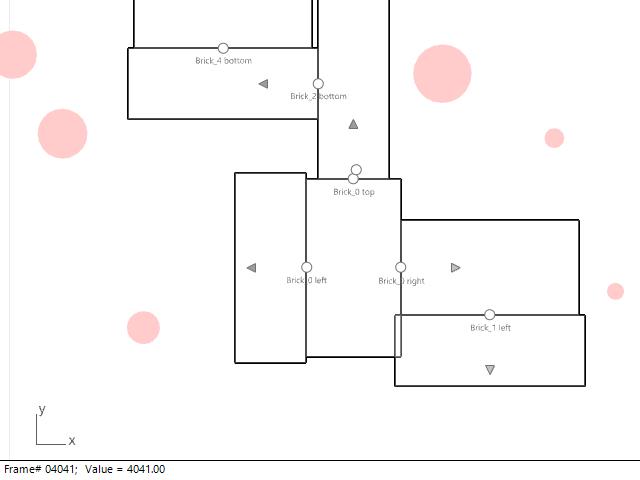 Brick_4 bottom
Brick_2 bottom
Brick_0 top
Brick_0 left
Brick_0 right
Brick_1 left
y
x
Frame# 04041; Value = 4041.00